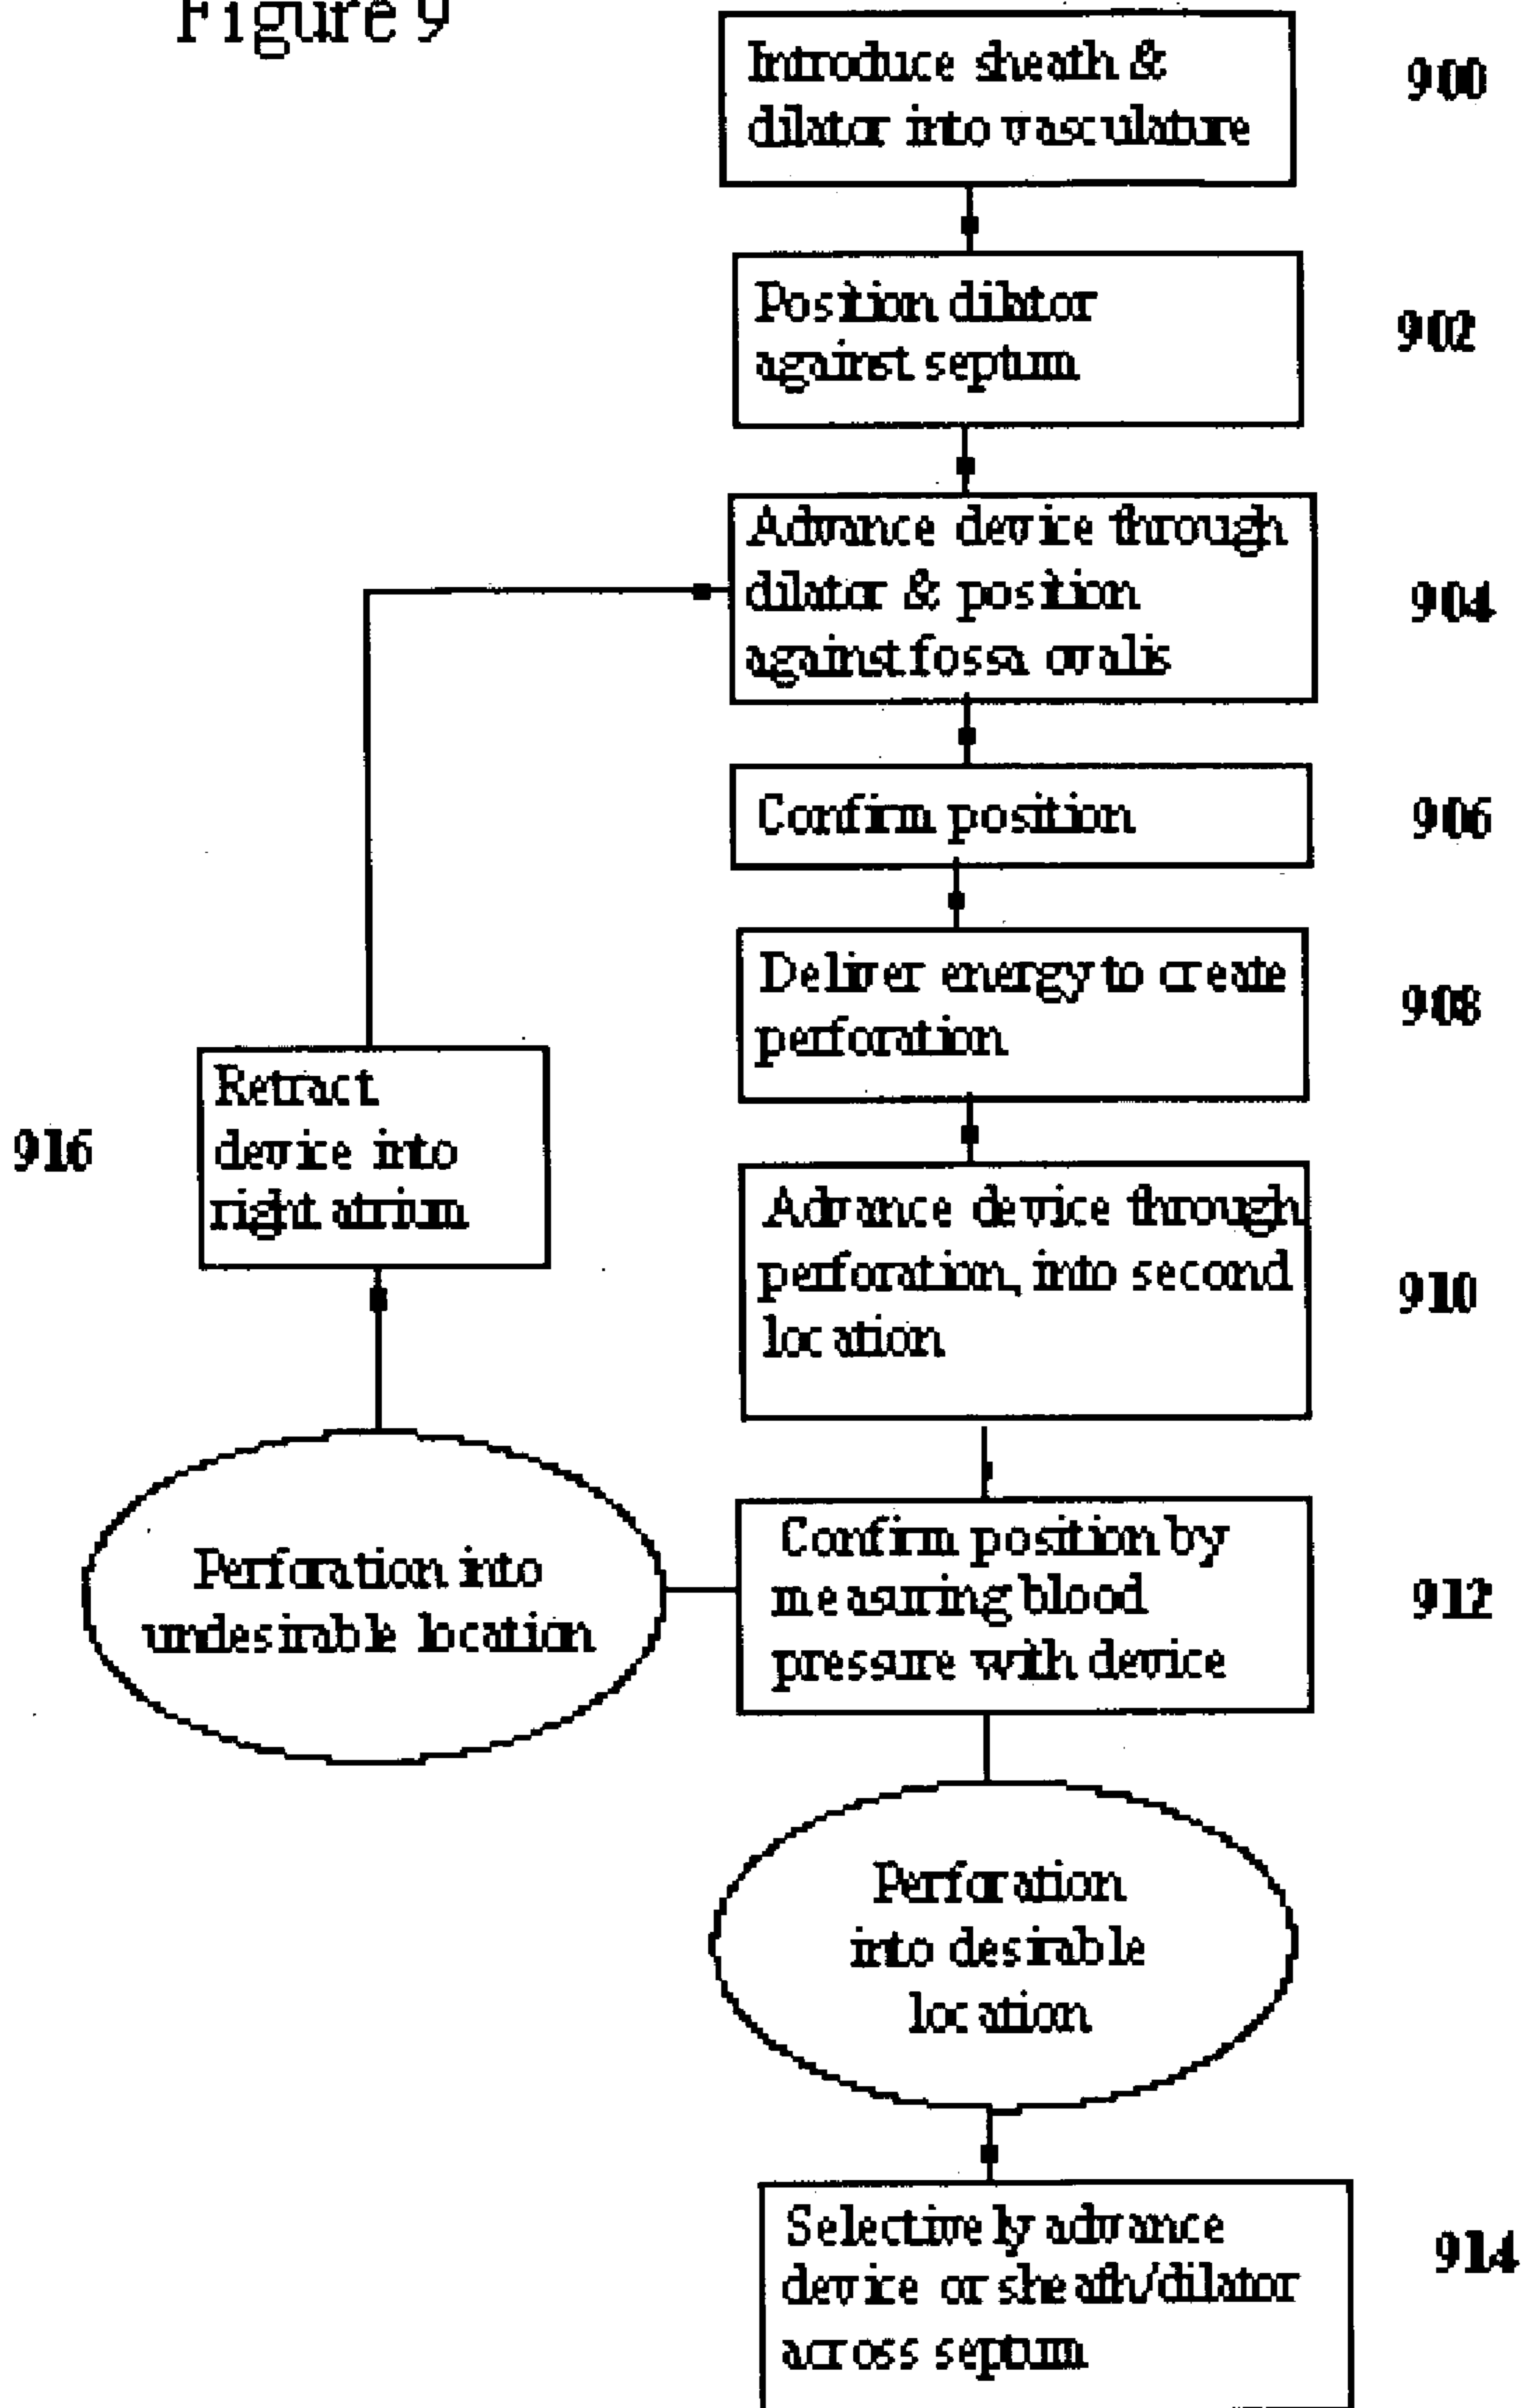 Figure 9
Introduce sheath &
dilator into vasculature
900
Position dilator
against septum
902
Advance device through
dilator & position
against fossa ovalis
904
Confirm position
906
Deliver energy to create
perforation
908
Retract
device into
right atrium
916
Advance device through
perforation, into second
location
910
Perforation into
undesirable location
Confirm position by
measuring blood
pressure with device
912
Perforation
into desirable
location
Selectively advance
device or sheath/dilator
across septum
914